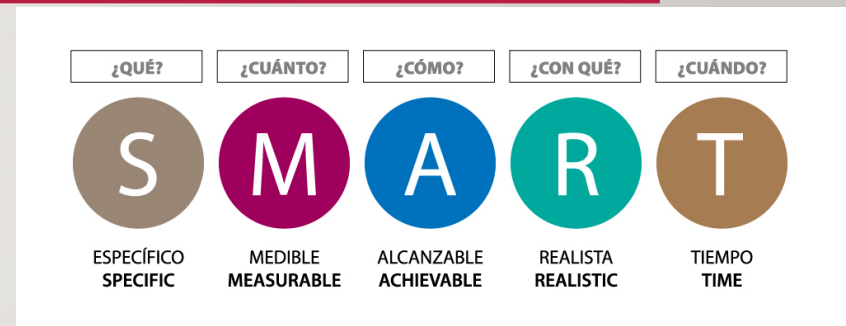 ¿QUÉ?
¿CUÁNTO?
¿CÓMO?
¿CON QUÉ?
¿CUÁNDO?
S
M
A
R
T
ESPECÍFICO
SPECIFIC
MEDIBLE
MEASURABLE
ALCANZABLE
ACHIEVABLE
REALISTA
REALISTIC
TIEMPO
TIME